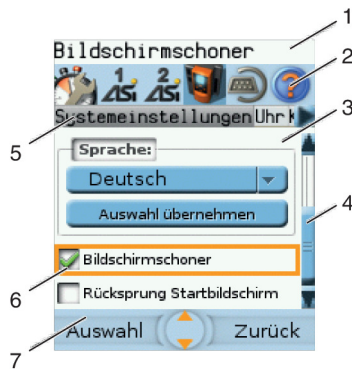 Bildschirmschoner
1
2
1 ASi 2 ASi ?
Systemeinstellungen Uhr
3
5
Sprache:
Deutsch
Auswahl übernehmen
4
Bildschirmschoner
6
Rücksprung Startbildschirm
7
Auswahl Zurück